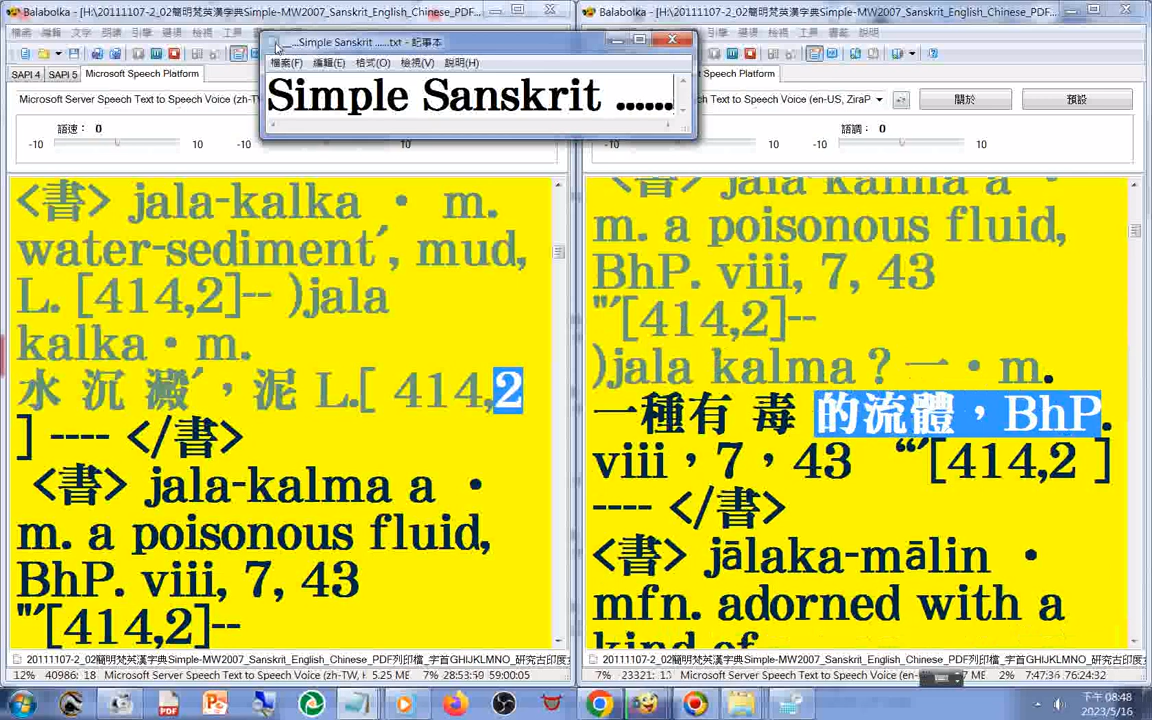 Balabolka - [H:\20111107-2_02簡明梵英漢字典Simple-MW2007_Sanskrit_English_Chinese_PDF...
Balabolka - [H:\20111107-2_02簡明梵英漢字典Simple-MW2007_Sanskrit_English_Chinese_PDF...
檔案 編輯 文字 朗讀
__...Simple Sanskrit ......txt - 記事本
檔案(F) 編輯(E) 格式(O) 檢視(V) 說明(H)
Simple Sanskrit ......
SAPI 4 SAPI 5 Microsoft Speech Platform
Speech Platform
Microsoft Server Speech Text to Speech Voice (zh-TW
cht Text to Speech Voice (en-US, ZiraP
關於
預設
語速： 0
語調： 0
-10 10 10
-10 10 -10 10
<書> jala-kalka • m.
water-sediment′, mud,
L. [414,2]-- )jala
kalka • m.
水 沉 澱′，泥 L.[ 414,2
] ---- </書>
<書> jala-kalma a •
m. a poisonous fluid,
BhP. viii, 7, 43
"′[414,2]--
<書> jala kalma a •
m. a poisonous fluid,
BhP. viii, 7, 43
"′[414,2]--
)jala kalma ? 一 • m.
一種有 毒 的流體，BhP.
viii，7，43 “′[414,2 ]
---- </書>
<書> jālaka-mālin •
mfn. adorned with a
kind of
20111107-2_02簡明梵英漢字典Simple-MW2007_Sanskrit_English_Chinese_PDF列印檔_字首GHIJKLMNO_研究古印度
20111107-2_02簡明梵英漢字典Simple-MW2007_Sanskrit_English_Chinese_PDF列印檔_字首GHIJKLMNO_研究古印度
12% 40986: 18 Microsoft Server Speech Text to Speech Voice (zh-TW, H 5.25 ME 28:53:59 59:00:05
7% 23321: 13 Microsoft Server Speech Text to Speech Voice (en-US, ZiraP 2% 7:47:36 76:24:32
下午 08:48
2023/5/16